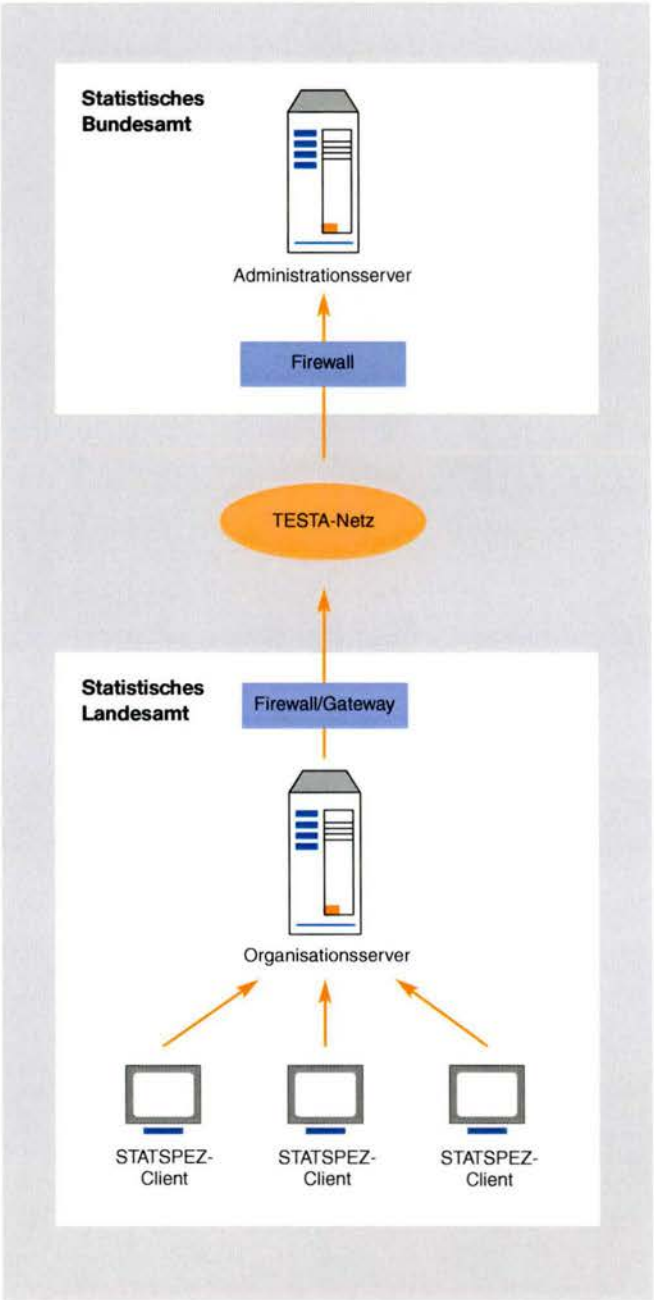 Statistisches
Bundesamt
Administrationsserver
Firewall
TESTA-Netz
Statistisches
Landesamt
Firewall/Gateway
Organisationsserver
STATSPEZ-
Client
STATSPEZ-
Client
STATSPEZ-
Client